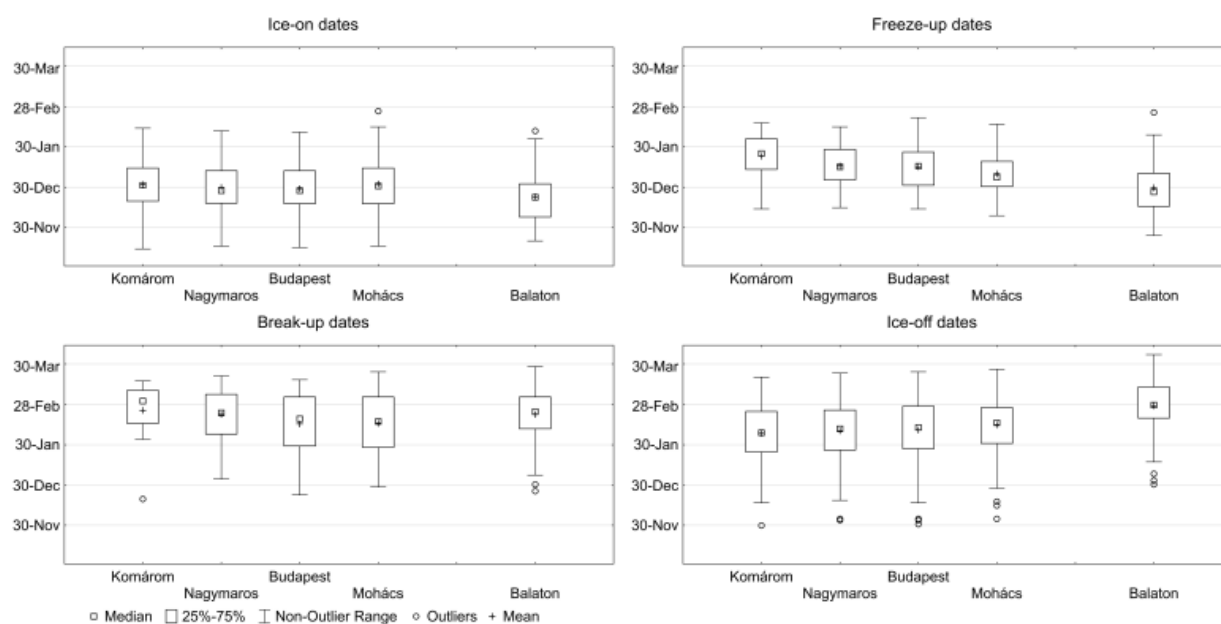 Ice-on dates
Freeze-up dates
30-Mar
28-Feb
30-Jan
30-Dec
30-Nov
30-Mar
28-Feb
30-Jan
30-Dec
30-Nov
Komárom Budapest
Nagymaros Mohács Balaton
Komárom Budapest
Nagymaros Mohács Balaton
Break-up dates
Ice-off dates
30-Mar
28-Feb
30-Jan
30-Dec
30-Nov
30-Mar
28-Feb
30-Jan
30-Dec
30-Nov
Komárom Budapest
Nagymaros Mohács Balaton
Komárom Budapest
Nagymaros Mohács Balaton
Median 25%-75% Non-Outlier Range Outliers Mean